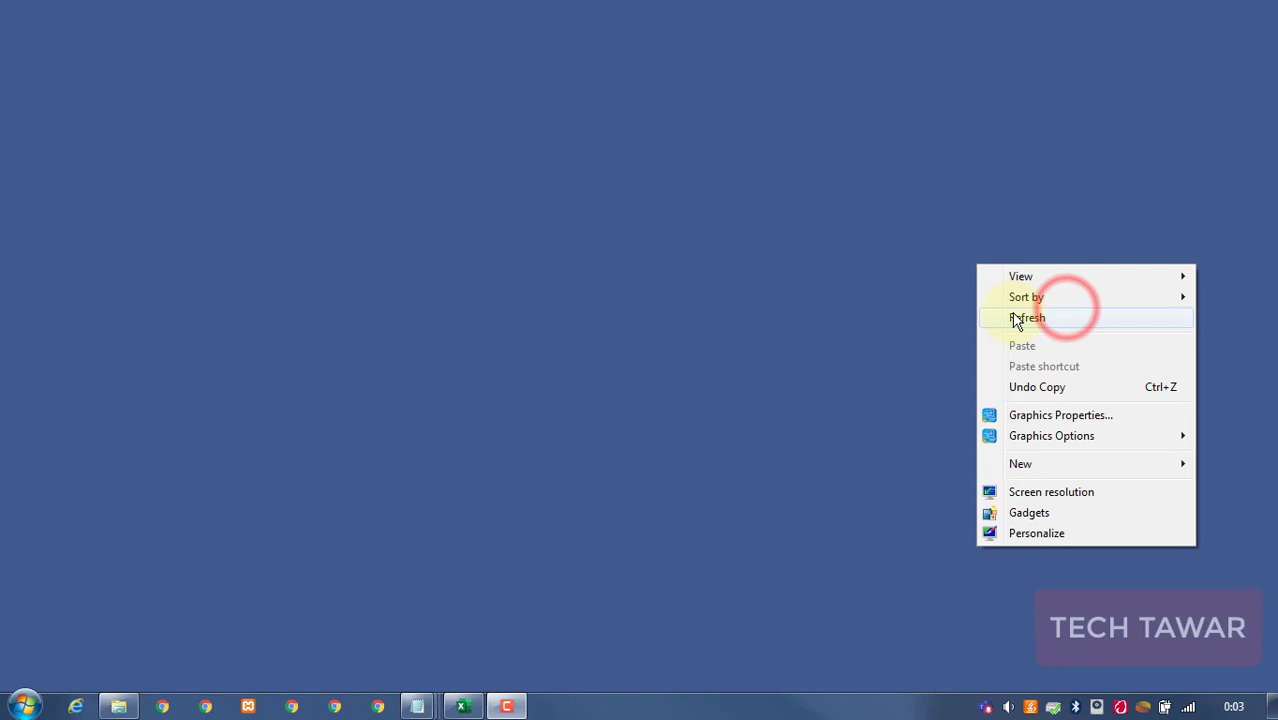 View
Sort by
Refresh
Paste
Paste shortcut
Undo Copy Ctrl+Z
Graphics Properties...
Graphics Options
New
Screen resolution
Gadgets
Personalize
TECH TAWAR
0:03